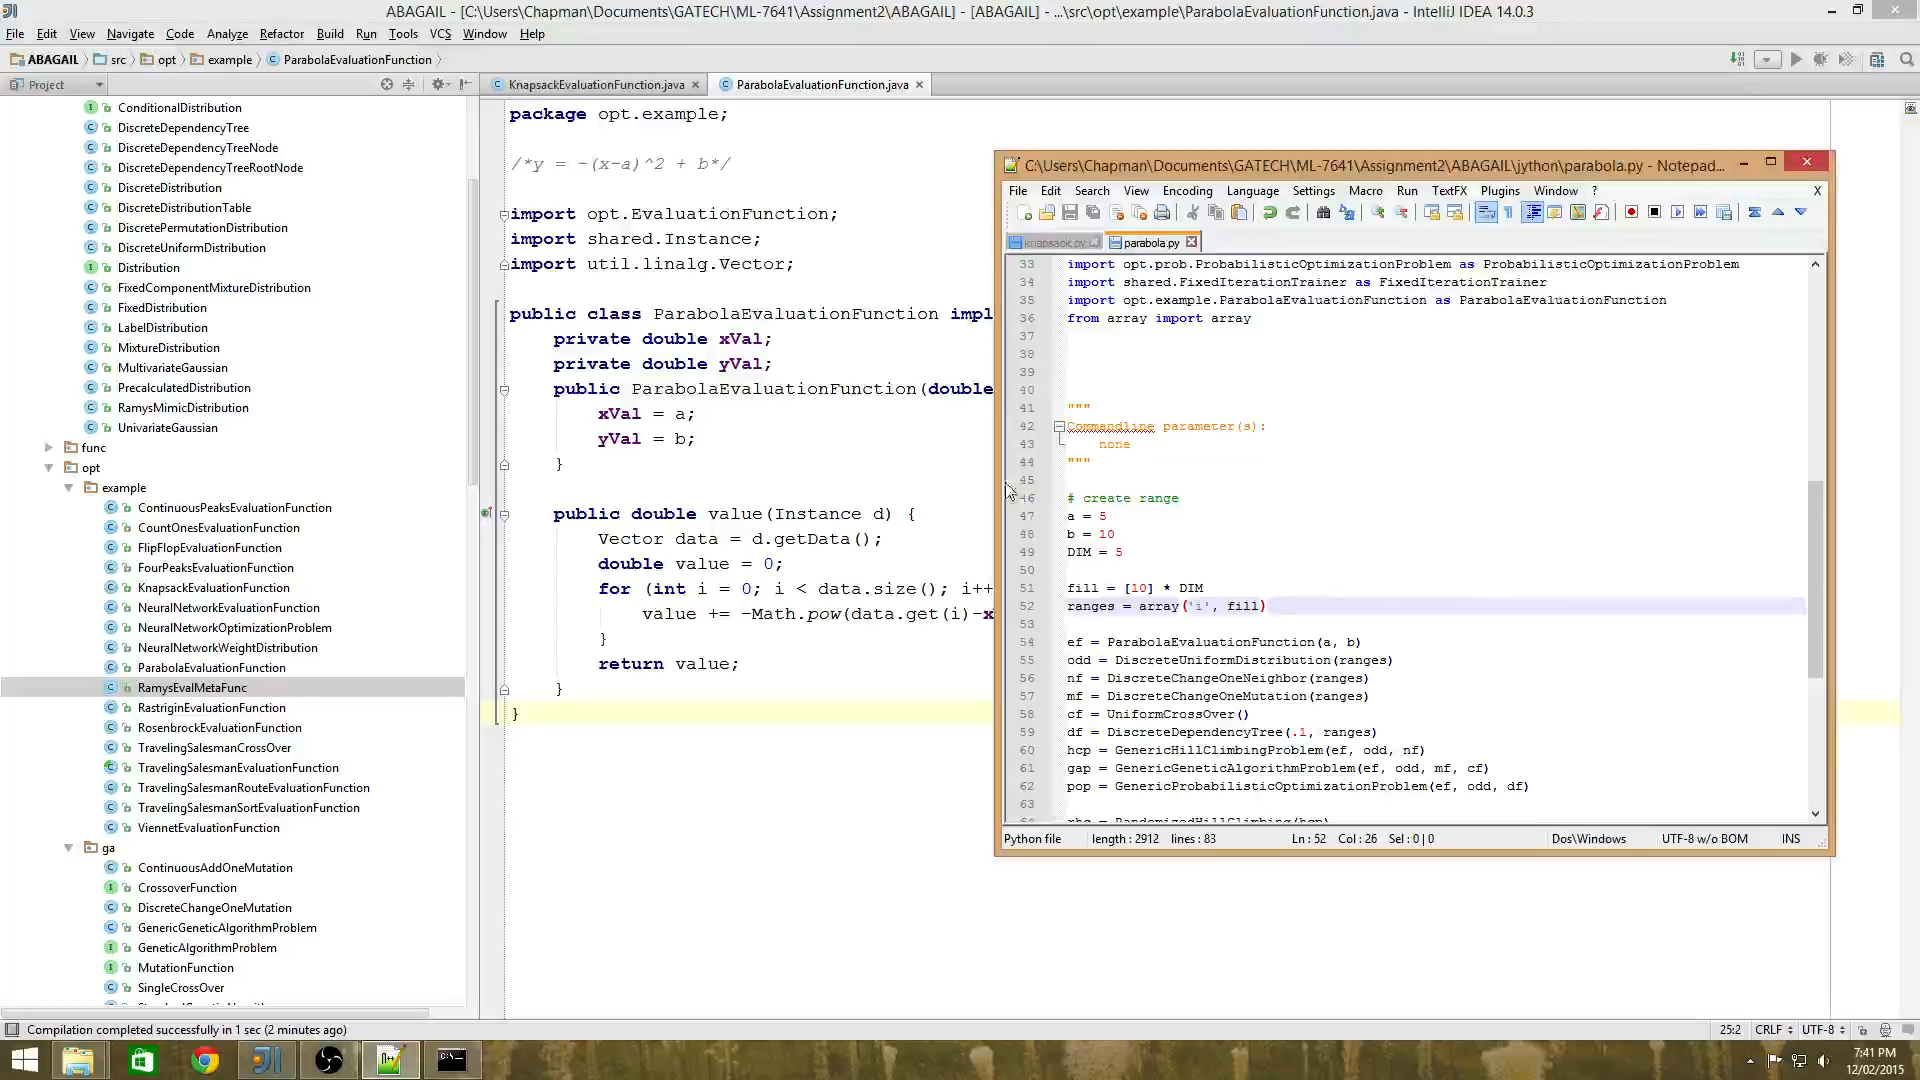 ABAGAIL - [C:\Users\Chapman\Documents\GATECH\ML-7641\Assignment2\ABAGAIL] - [ABAGAIL] - ...\src\opt\example\ParabolaEvaluationFunction.java - IntelliJ IDEA 14.0.3
File Edit View Navigate Code Analyze Refactor Build Run Tools VCS Window Help
ABAGAIL src opt example ParabolaEvaluationFunction
Project
ConditionalDistribution
DiscreteDependencyTree
DiscreteDependencyTreeNode
DiscreteDependencyTreeRootNode
DiscreteDistribution
DiscreteDistributionTable
DiscretePermutationDistribution
DiscreteUniformDistribution
Distribution
FixedComponentMixtureDistribution
FixedDistribution
LabelDistribution
MixtureDistribution
MultivariateGaussian
PrecalculatedDistribution
RamysMimicDistribution
UnivariateGaussian
func
opt
example
ContinuousPeaksEvaluationFunction
CountOnesEvaluationFunction
FlipFlopEvaluationFunction
FourPeaksEvaluationFunction
KnapsackEvaluationFunction
NeuralNetworkEvaluationFunction
NeuralNetworkOptimizationProblem
NeuralNetworkWeightDistribution
ParabolaEvaluationFunction
RamysEvalMetaFunc
RastriginEvaluationFunction
RosenbrockEvaluationFunction
TravelingSalesmanCrossOver
TravelingSalesmanEvaluationFunction
TravelingSalesmanRouteEvaluationFunction
TravelingSalesmanSortEvaluationFunction
ViennetEvaluationFunction
ga
ContinuousAddOneMutation
CrossoverFunction
DiscreteChangeOneMutation
GenericGeneticAlgorithmProblem
GeneticAlgorithmProblem
MutationFunction
SingleCrossOver
KnapsackEvaluationFunction.java ParabolaEvaluationFunction.java
package opt.example;
/*y = -(x-a)^2 + b*/
import opt.EvaluationFunction;
import shared.Instance;
import util.linalg.Vector;
public class ParabolaEvaluationFunction impl
private double xVal;
private double yVal;
public ParabolaEvaluationFunction(double
xVal = a;
yVal = b;
}
public double value(Instance d) {
Vector data = d.getData();
double value = 0;
for (int i = 0; i < data.size(); i++
value += -Math.pow(data.get(i)-x
}
return value;
}
}
C:\Users\Chapman\Documents\GATECH\ML-7641\Assignment2\ABAGAIL\jython\parabola.py - Notepad...
File Edit Search View Encoding Language Settings Macro Run TextFX Plugins Window ? X
knapsack.py parabola.py
33 import opt.prob.ProbabilisticOptimizationProblem as ProbabilisticOptimizationProblem
34 import shared.FixedIterationTrainer as FixedIterationTrainer
35 import opt.example.ParabolaEvaluationFunction as ParabolaEvaluationFunction
36 from array import array
37
38
39
40
41 """
42 Commandline parameter(s):
43 none
44 """
45
46 # create range
47 a = 5
48 b = 10
49 DIM = 5
50
51 fill = [10] * DIM
52 ranges = array('i', fill)
53
54 ef = ParabolaEvaluationFunction(a, b)
55 odd = DiscreteUniformDistribution(ranges)
56 nf = DiscreteChangeOneNeighbor(ranges)
57 mf = DiscreteChangeOneMutation(ranges)
58 cf = UniformCrossOver()
59 df = DiscreteDependencyTree(.1, ranges)
60 hcp = GenericHillClimbingProblem(ef, odd, nf)
61 gap = GenericGeneticAlgorithmProblem(ef, odd, mf, cf)
62 pop = GenericProbabilisticOptimizationProblem(ef, odd, df)
63
64 rhc = RandomizedHillClimbing(hcp)
Python file length : 2912 lines : 83 Ln : 52 Col : 26 Sel : 0 | 0 Dos\Windows UTF-8 w/o BOM INS
Compilation completed successfully in 1 sec (2 minutes ago) 25:2 CRLF UTF-8
7:41 PM
12/02/2015